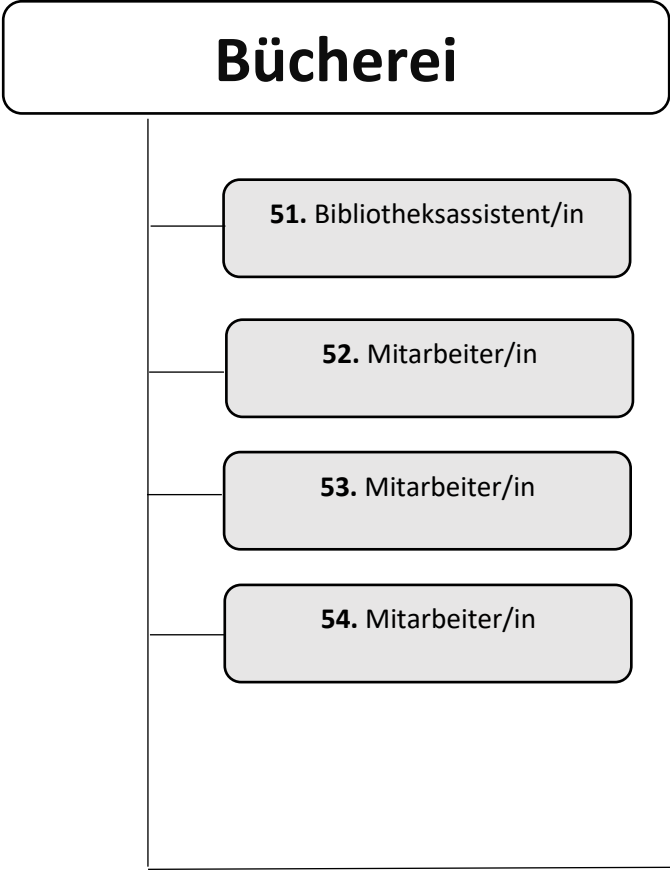 Bücherei
51. Bibliotheksassistent/in
52. Mitarbeiter/in
53. Mitarbeiter/in
54. Mitarbeiter/in